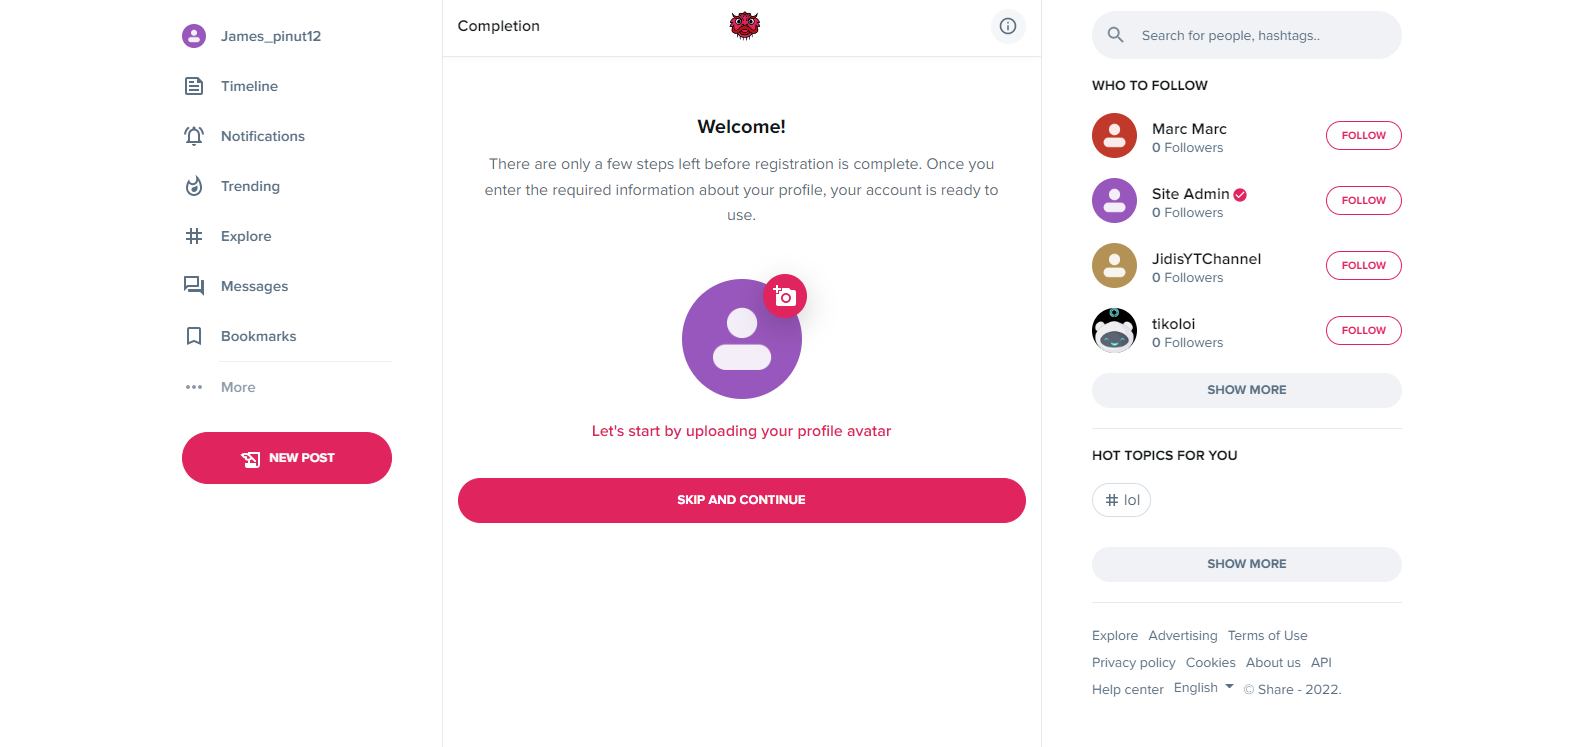 James_pinut12
Timeline
Notifications
Trending
Explore
Messages
Bookmarks
More
NEW POST
Completion
Welcome!
There are only a few steps left before registration is complete. Once you
enter the required information about your profile, your account is ready to
use.
Let's start by uploading your profile avatar
SKIP AND CONTINUE
Search for people, hashtags..
WHO TO FOLLOW
Marc Marc
0 Followers
FOLLOW
Site Admin
0 Followers
FOLLOW
JidisYTChannel
0 Followers
FOLLOW
tikoloi
0 Followers
FOLLOW
SHOW MORE
HOT TOPICS FOR YOU
# lol
SHOW MORE
Explore Advertising Terms of Use
Privacy policy Cookies About us API
Help center English © Share - 2022.